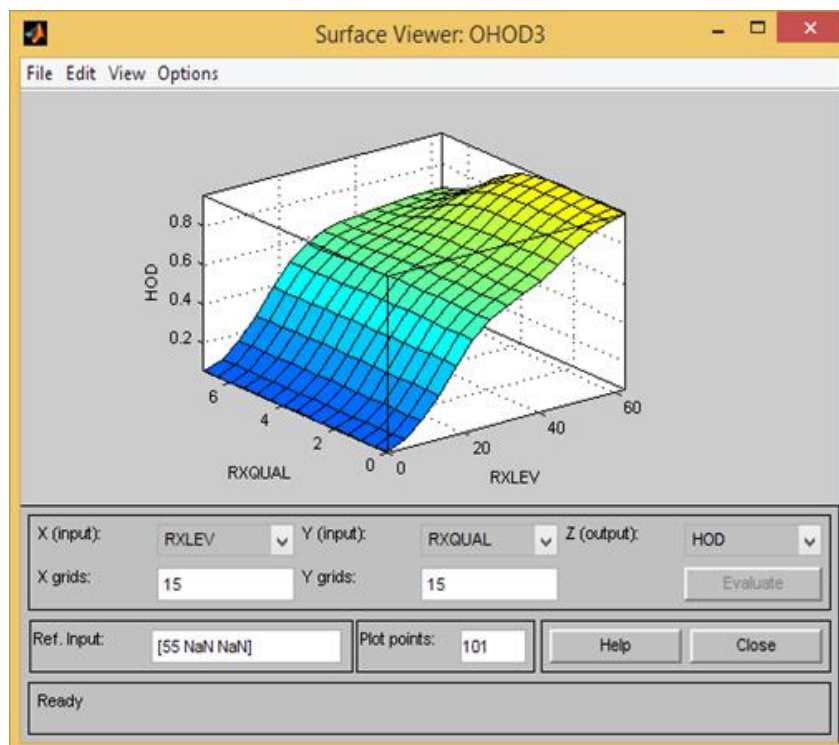 Surface Viewer: OHOD3
File Edit View Options
0.8
0.6
0.4
0.2
HOD
6
4
2
0
RXQUAL
0
20
40
60
RXLEV
X (input): RXLEV Y (input): RXQUAL Z (output): HOD
X grids: 15 Y grids: 15 Evaluate
Ref. Input: [55 NaN NaN] Plot points: 101 Help Close
Ready